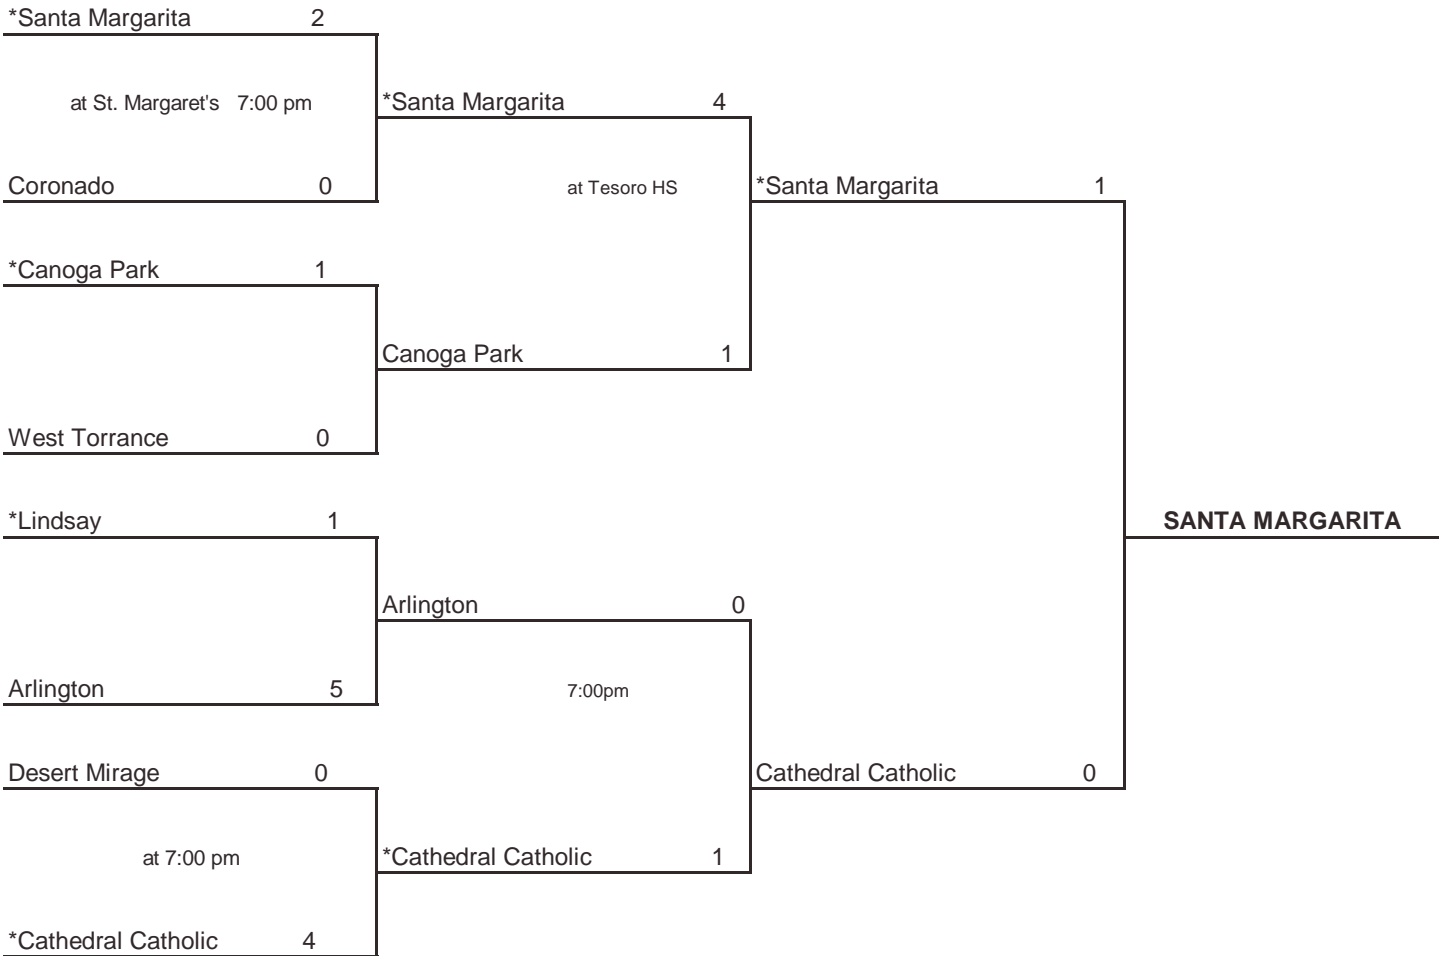 *Santa Margarita 2
at St. Margaret's 7:00 pm
*Santa Margarita 4
Coronado 0
at Tesoro HS
*Santa Margarita 1
*Canoga Park 1
Canoga Park 1
West Torrance 0
*Lindsay 1
SANTA MARGARITA
Arlington 0
Arlington 5
7:00pm
Desert Mirage 0
Cathedral Catholic 0
at 7:00 pm
*Cathedral Catholic 1
*Cathedral Catholic 4